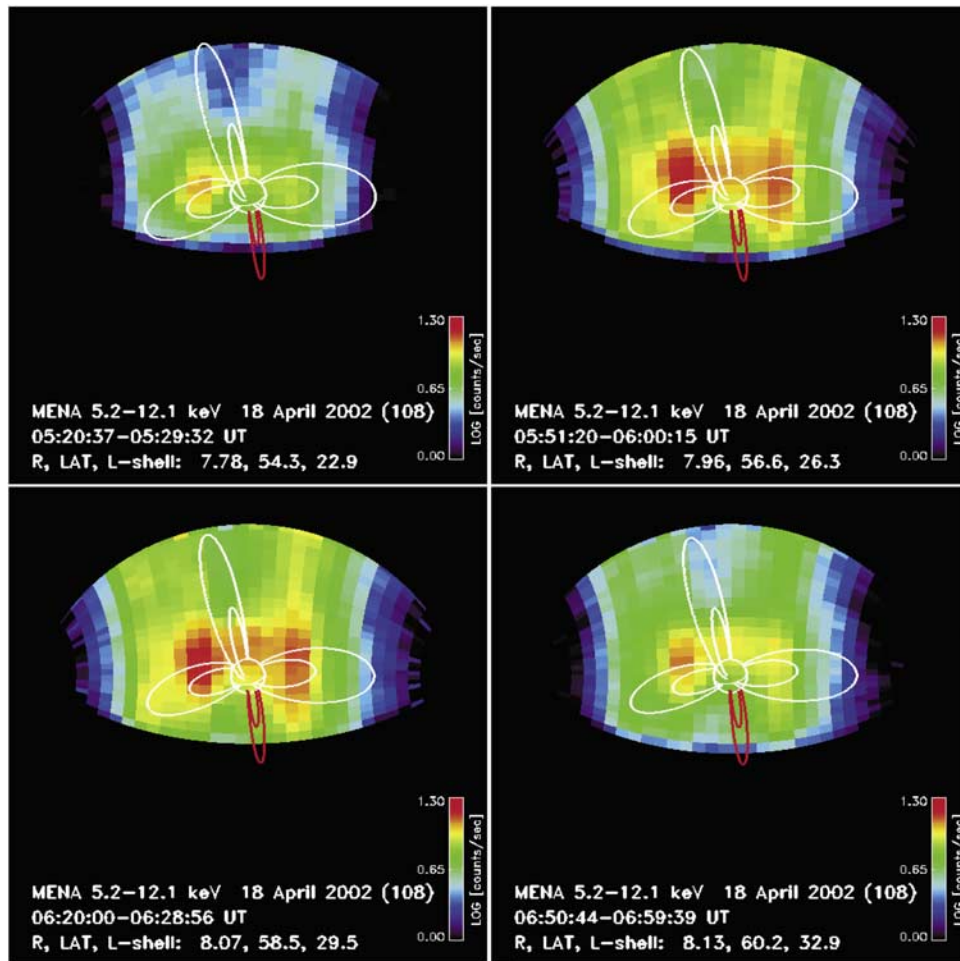 1.30
0.65
0.00
LOG [counts/sec]
MENA 5.2-12.1 keV 18 April 2002 (108)
05:20:37-05:29:32 UT
R, LAT, L-shell: 7.78, 54.3, 22.9
1.30
0.65
0.00
LOG [counts/sec]
MENA 5.2-12.1 keV 18 April 2002 (108)
05:51:20-06:00:15 UT
R, LAT, L-shell: 7.96, 56.6, 26.3
1.30
0.65
0.00
LOG [counts/sec]
MENA 5.2-12.1 keV 18 April 2002 (108)
06:20:00-06:28:56 UT
R, LAT, L-shell: 8.07, 58.5, 29.5
1.30
0.65
0.00
LOG [counts/sec]
MENA 5.2-12.1 keV 18 April 2002 (108)
06:50:44-06:59:39 UT
R, LAT, L-shell: 8.13, 60.2, 32.9